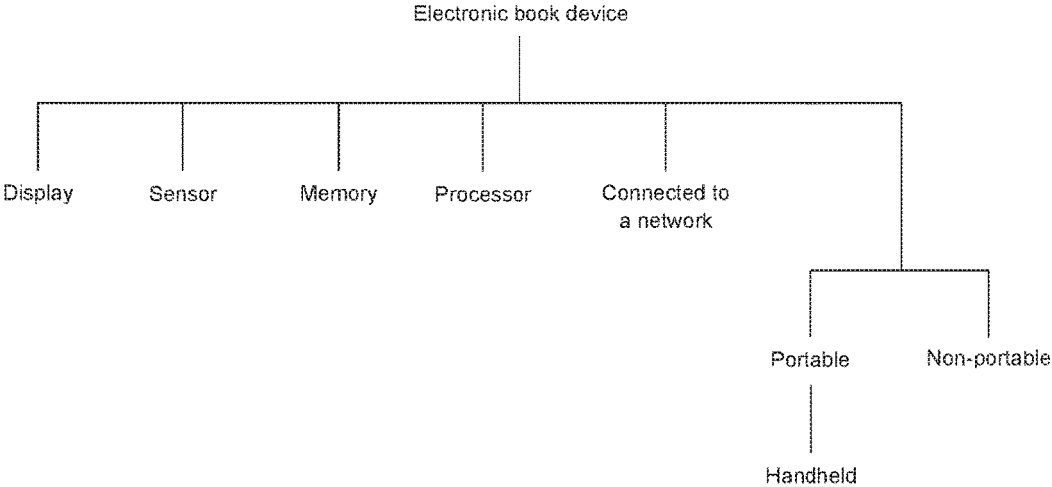 Electronic book device
Display
Sensor
Memory
Processor
Connected to
a network
Portable
Non-portable
Handheld